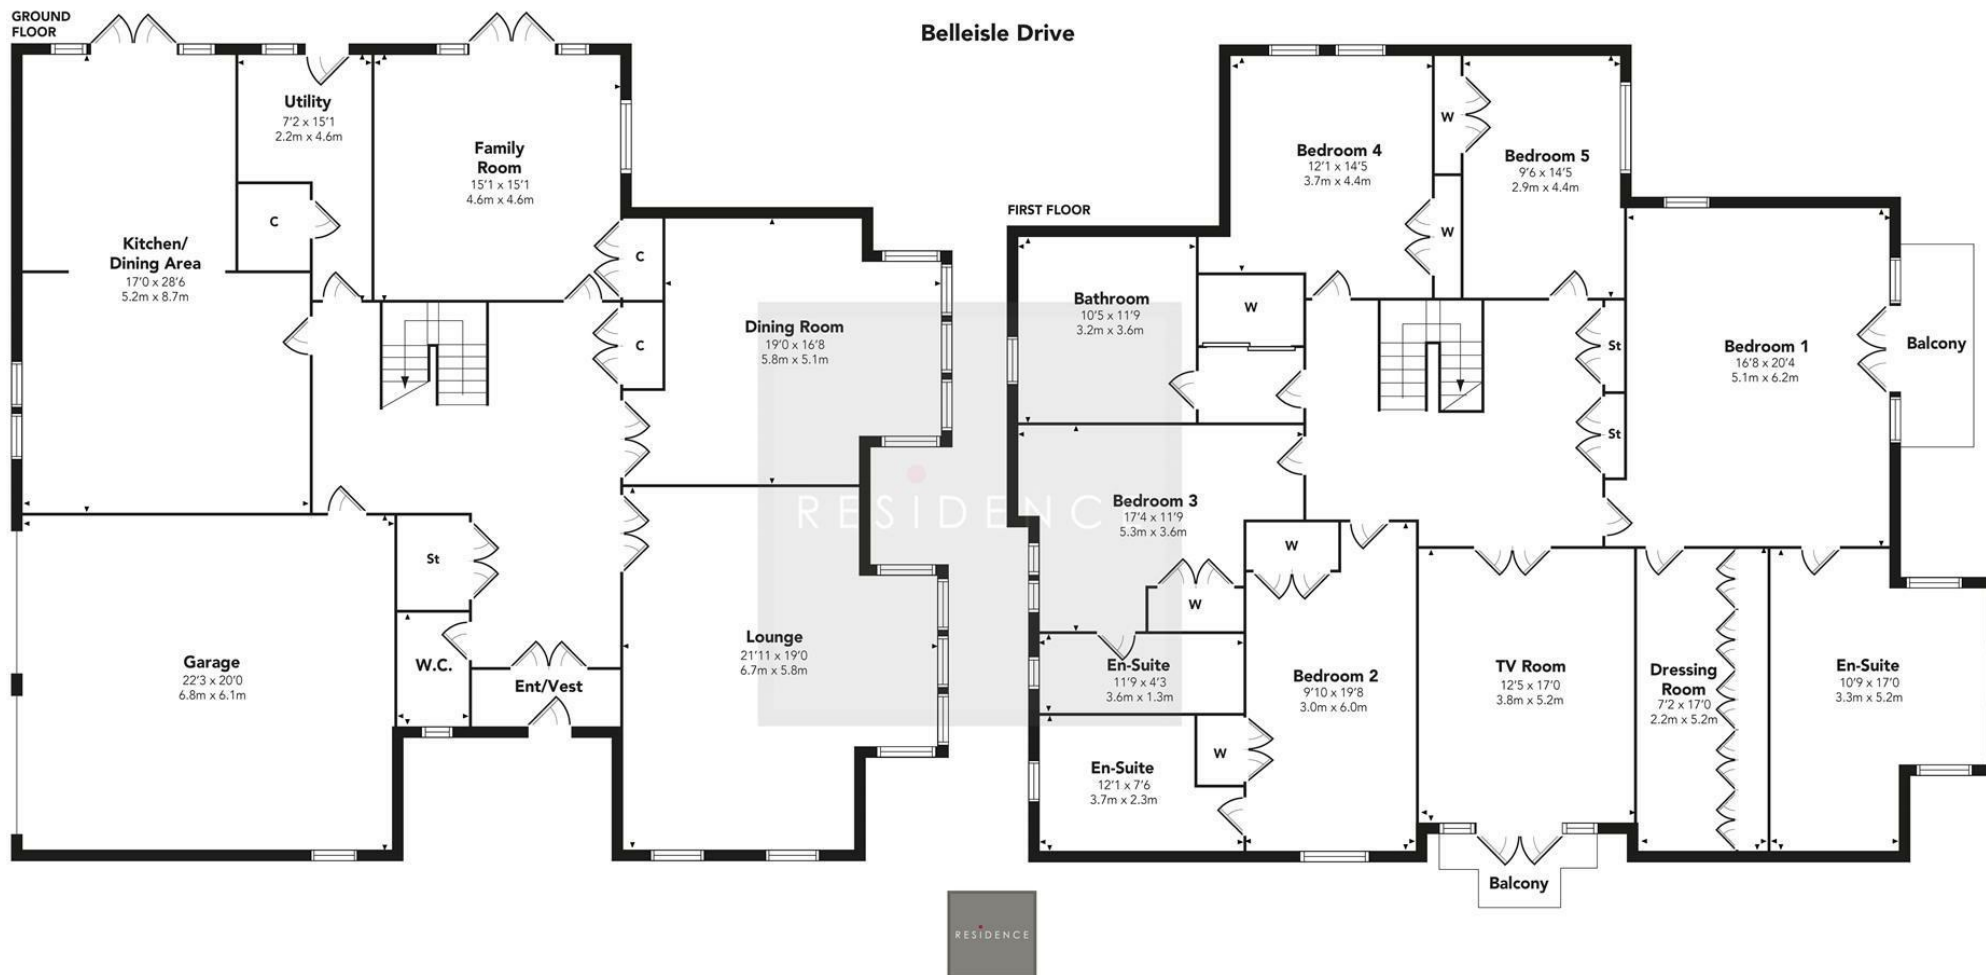 Belleisle Drive
GROUND
FLOOR
Utility
7'2 x 15'1
2.2m x 4.6m
Family
Room
15'1 x 15'1
4.6m x 4.6m
C
Kitchen/
Dining Area
17'0 x 28'6
5.2m x 8.7m
C
C
Dining Room
19'0 x 16'8
5.8m x 5.1m
St
Garage
22'3 x 20'0
6.8m x 6.1m
W.C.
Ent/Vest
Lounge
21'11 x 19'0
6.7m x 5.8m
RESIDENC
FIRST FLOOR
Bedroom 4
12'1 x 14'5
3.7m x 4.4m
W
W
Bedroom 5
9'6 x 14'5
2.9m x 4.4m
Bathroom
10'5 x 11'9
3.2m x 3.6m
W
St
St
Bedroom 1
16'8 x 20'4
5.1m x 6.2m
Balcony
Bedroom 3
17'4 x 11'9
5.3m x 3.6m
W
W
En-Suite
11'9 x 4'3
3.6m x 1.3m
Bedroom 2
9'10 x 19'8
3.0m x 6.0m
TV Room
12'5 x 17'0
3.8m x 5.2m
Dressing
Room
7'2 x 17'0
2.2m x 5.2m
En-Suite
10'9 x 17'0
3.3m x 5.2m
W
En-Suite
12'1 x 7'6
3.7m x 2.3m
Balcony
RESIDENCE